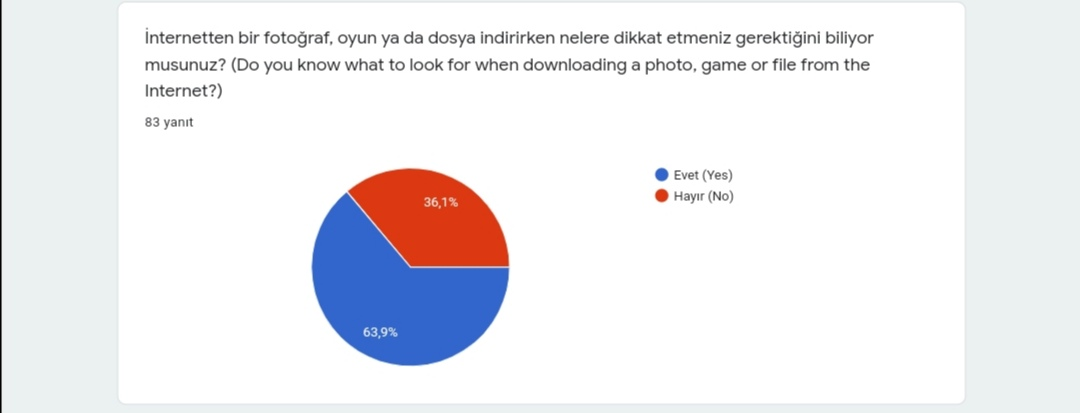 İnternetten bir fotoğraf, oyun ya da dosya indirirken nelere dikkat etmeniz gerektiğini biliyor
musunuz? (Do you know what to look for when downloading a photo, game or file from the
Internet?)
83 yanıt
Evet (Yes)
Hayır (No)
36,1%
63,9%